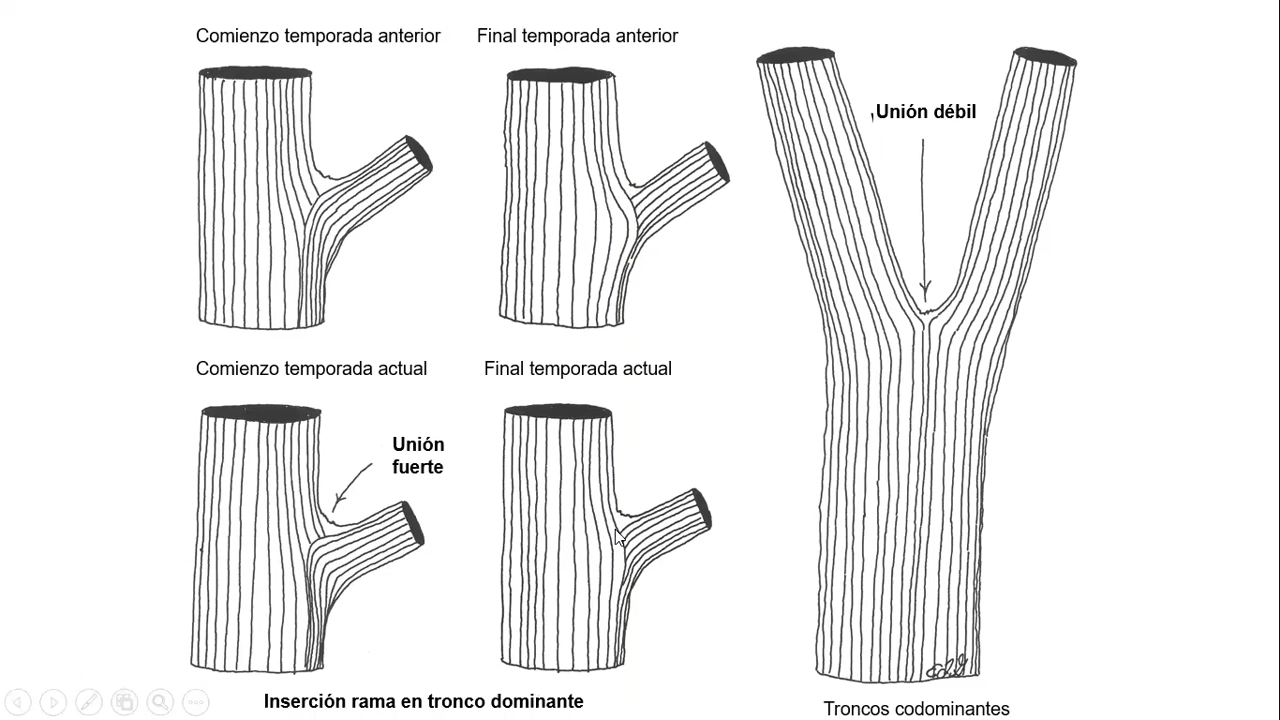 Comienzo temporada anterior
Final temporada anterior
Unión débil
Comienzo temporada actual
Final temporada actual
Unión
fuerte
Inserción rama en tronco dominante
Troncos codominantes